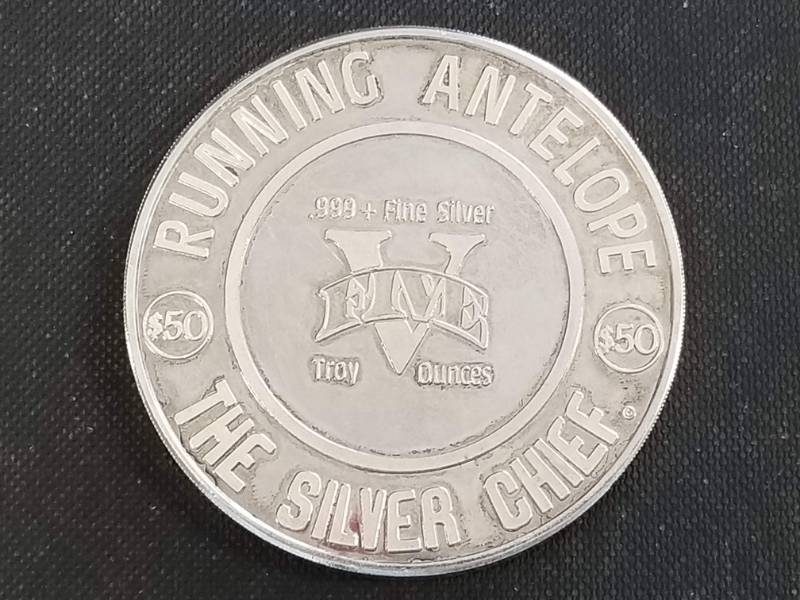 RUNNING ANTELOPE
.999+ Fine Silver
V
FIVE
Troy Ounces
$50 $50
THE SILVER CHIEF ©